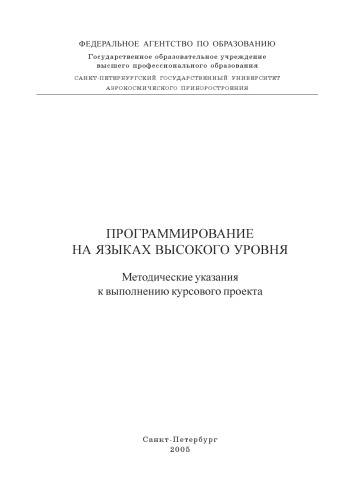 ФЕДЕРАЛЬНОЕ АГЕНТСТВО ПО ОБРАЗОВАНИЮ
Государственное образовательное учреждение
высшего профессионального образования
САНКТ-ПЕТЕРБУРГСКИЙ ГОСУДАРСТВЕННЫЙ УНИВЕРСИТЕТ
АЭРОКОСМИЧЕСКОГО ПРИБОРОСТРОЕНИЯ
ПРОГРАММИРОВАНИЕ
НА ЯЗЫКАХ ВЫСОКОГО УРОВНЯ
Методические указания
к выполнению курсового проекта
Санкт-Петербург
2005